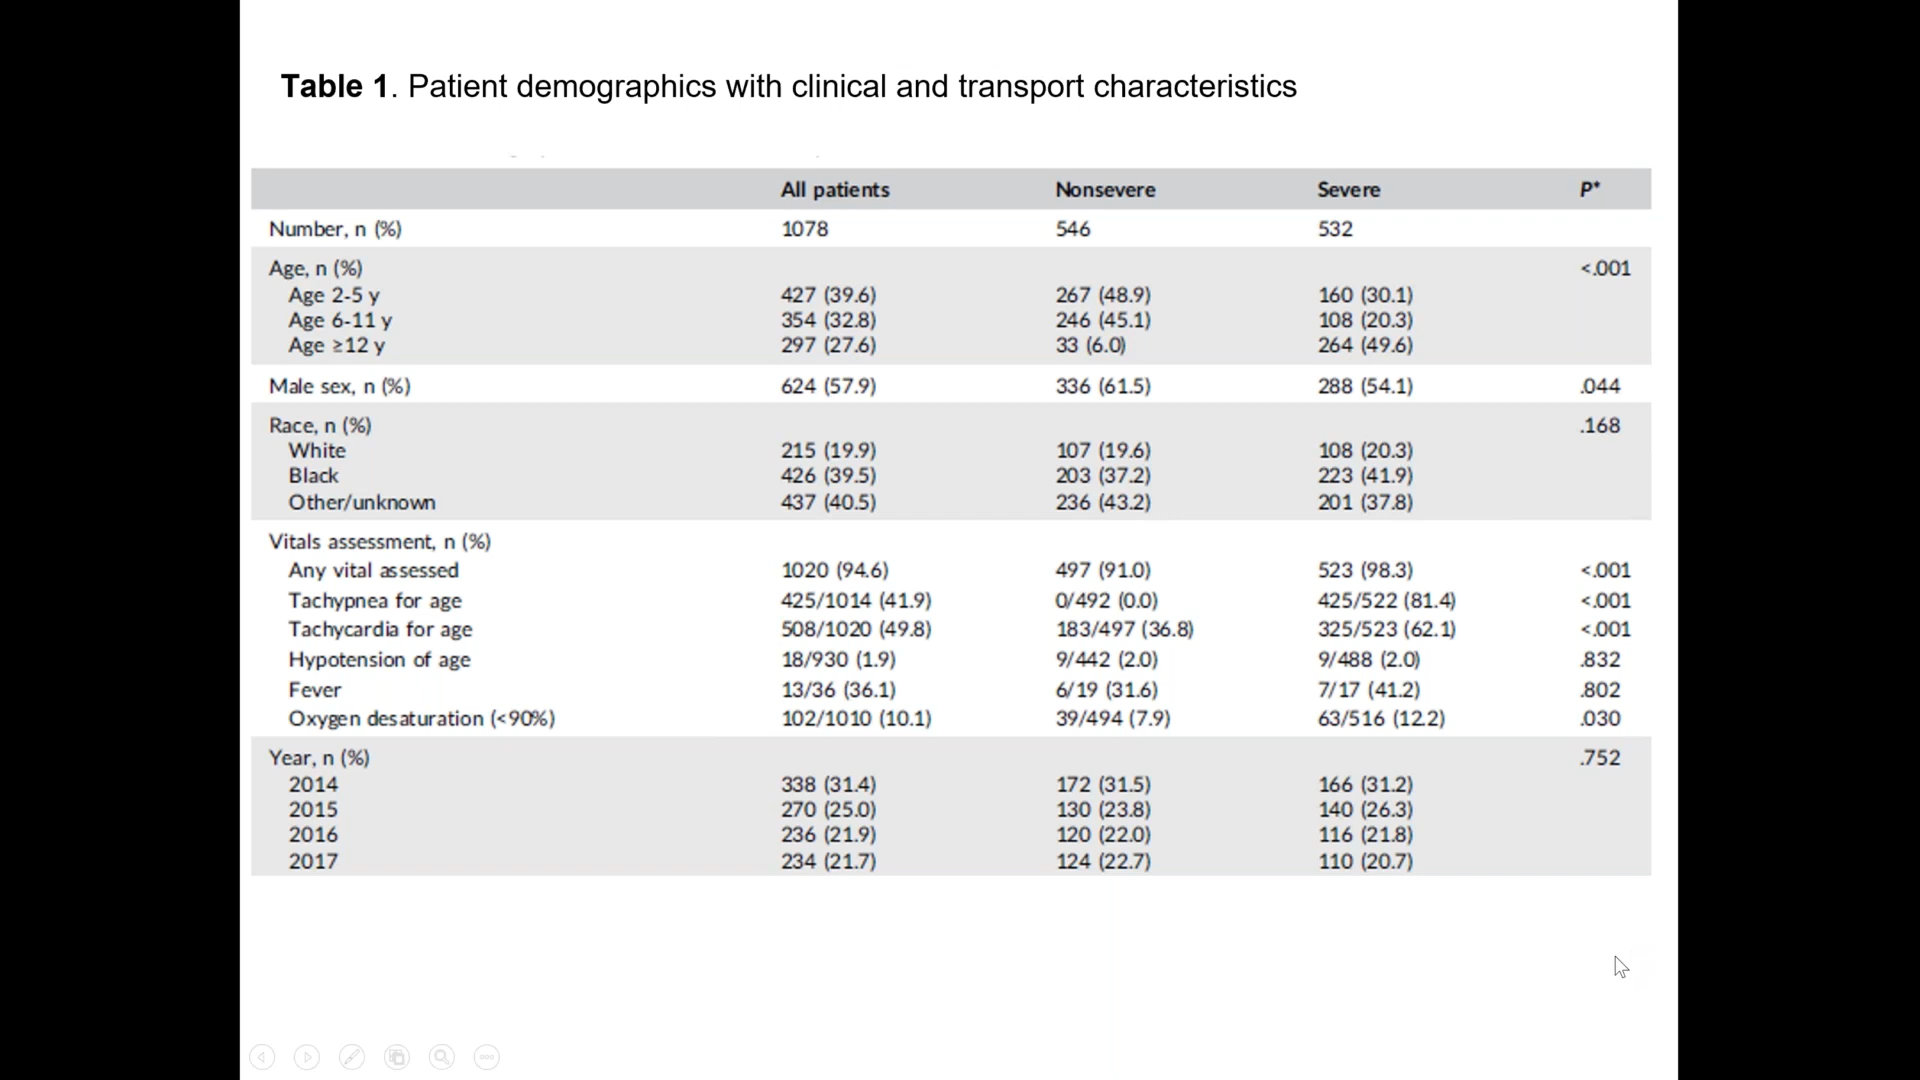 Table 1. Patient demographics with clinical and transport characteristics
All patients Nonsevere Severe P*
Number, n (%) 1078 546 532
Age, n (%) <.001
Age 2-5 y 427 (39.6) 267 (48.9) 160 (30.1)
Age 6-11 y 354 (32.8) 246 (45.1) 108 (20.3)
Age ≥12 y 297 (27.6) 33 (6.0) 264 (49.6)
Male sex, n (%) 624 (57.9) 336 (61.5) 288 (54.1) .044
Race, n (%) .168
White 215 (19.9) 107 (19.6) 108 (20.3)
Black 426 (39.5) 203 (37.2) 223 (41.9)
Other/unknown 437 (40.5) 236 (43.2) 201 (37.8)
Vitals assessment, n (%)
Any vital assessed 1020 (94.6) 497 (91.0) 523 (98.3) <.001
Tachypnea for age 425/1014 (41.9) 0/492 (0.0) 425/522 (81.4) <.001
Tachycardia for age 508/1020 (49.8) 183/497 (36.8) 325/523 (62.1) <.001
Hypotension of age 18/930 (1.9) 9/442 (2.0) 9/488 (2.0) .832
Fever 13/36 (36.1) 6/19 (31.6) 7/17 (41.2) .802
Oxygen desaturation (<90%) 102/1010 (10.1) 39/494 (7.9) 63/516 (12.2) .030
Year, n (%) .752
2014 338 (31.4) 172 (31.5) 166 (31.2)
2015 270 (25.0) 130 (23.8) 140 (26.3)
2016 236 (21.9) 120 (22.0) 116 (21.8)
2017 234 (21.7) 124 (22.7) 110 (20.7)